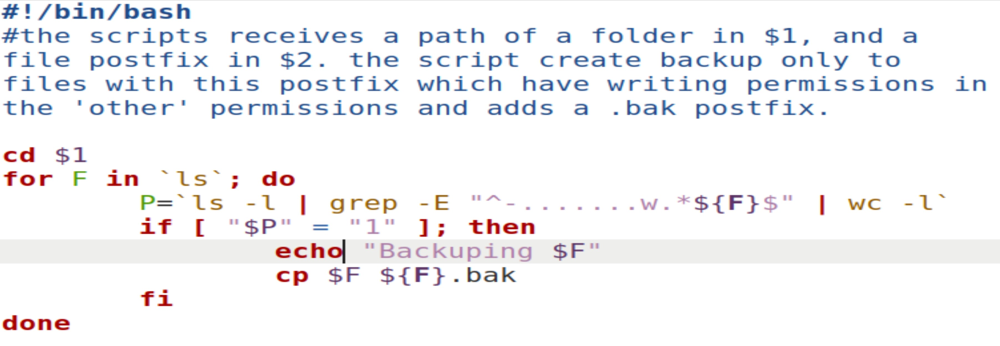 #!/bin/bash
#the scripts receives a path of a folder in $1, and a
file postfix in $2. the script create backup only to
files with this postfix which have writing permissions in
the 'other' permissions and adds a .bak postfix.
cd $1
for F in `ls`; do
P=`ls -l | grep -E "^-.......w.*${F}$" | wc -l`
if [ "$P" = "1" ]; then
echo "Backuping $F"
cp $F ${F}.bak
fi
done